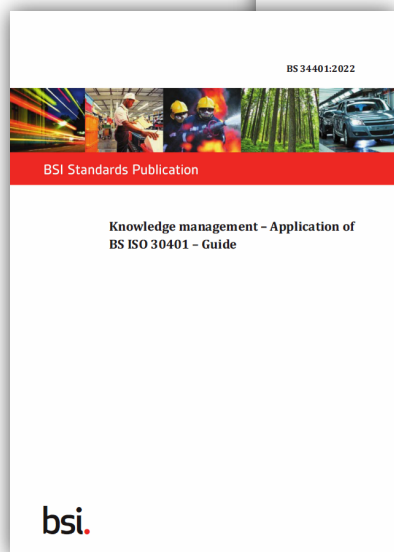 BS 34401:2022
BSI Standards Publication
Knowledge management – Application of
BS ISO 30401 – Guide
bsi.